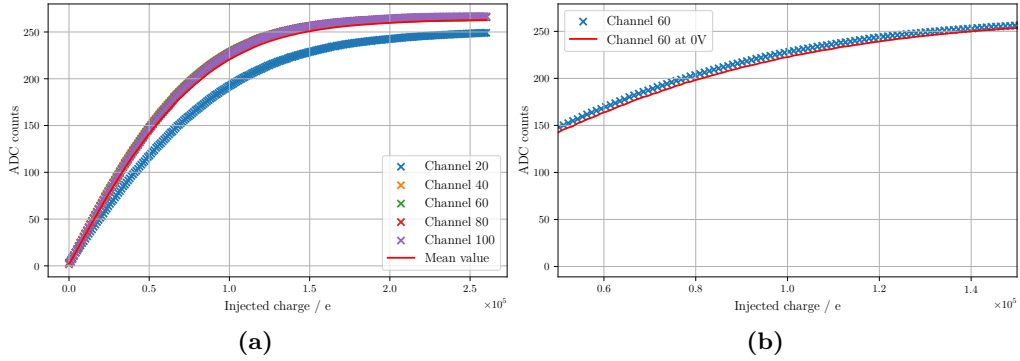 250
200
150
100
50
0
ADC counts
Channel 20
Channel 40
Channel 60
Channel 80
Channel 100
Mean value
0.0 0.5 1.0 1.5 2.0 2.5
×10⁵
Injected charge / e
(a)
250
200
150
100
50
0
ADC counts
Channel 60
Channel 60 at 0V
0.6 0.8 1.0 1.2 1.4
×10⁵
Injected charge / e
(b)